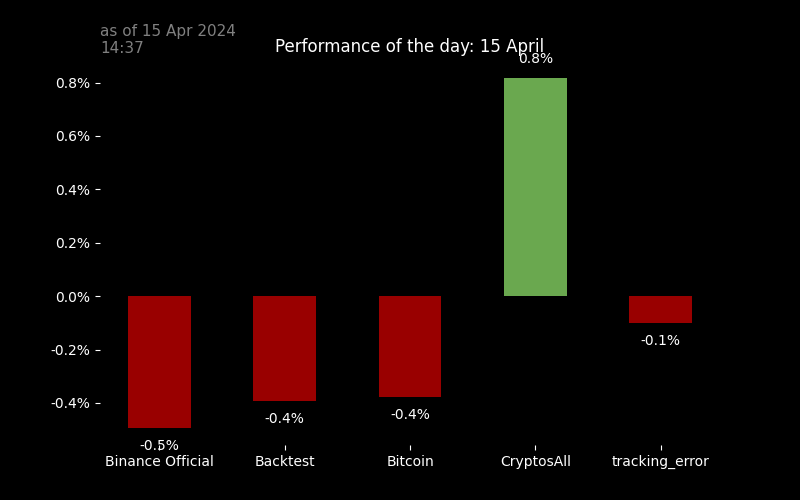 as of 15 Apr 2024
14:37
Performance of the day: 15 April
0.8%
0.8%
0.6%
0.4%
0.2%
0.0%
-0.2%
-0.4%
-0.5%
-0.4%
-0.4%
-0.1%
Binance Official
Backtest
Bitcoin
CryptosAll
tracking_error